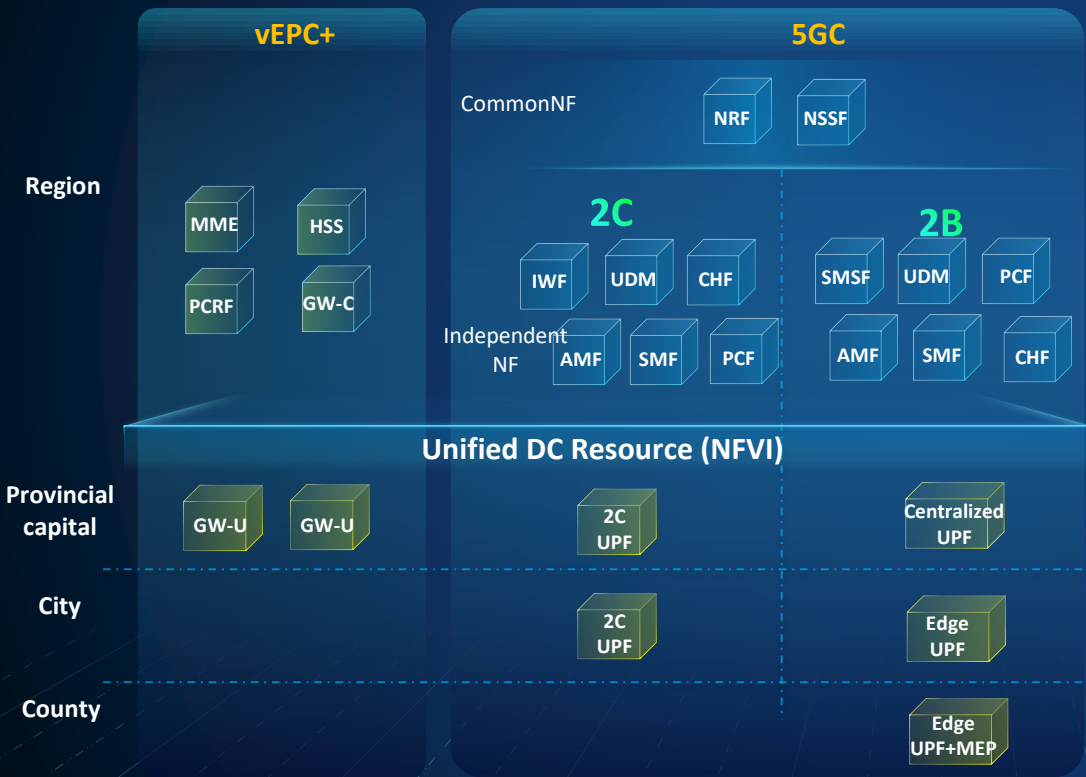 vEPC+
5GC
CommonNF
NRF
NSSF
Region
MME
HSS
PCRF
GW-C
2C
2B
IWF
UDM
CHF
SMSF
UDM
PCF
Independent
NF
AMF
SMF
PCF
AMF
SMF
CHF
Unified DC Resource (NFVI)
Provincial
capital
GW-U
GW-U
2C
UPF
Centralized
UPF
City
2C
UPF
Edge
UPF
County
Edge
UPF+MEP